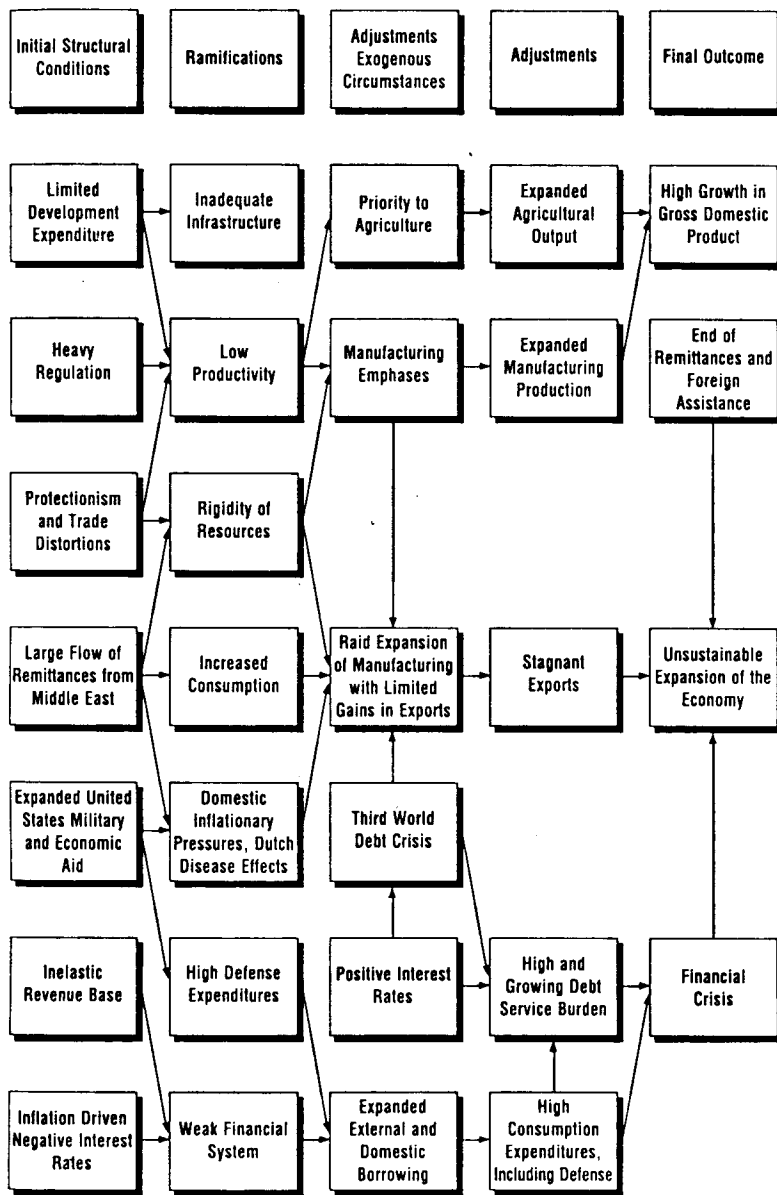 Initial Structural
Conditions
Ramifications
Adjustments
Exogenous
Circumstances
Adjustments
Final Outcome
Limited
Development
Expenditure
Inadequate
Infrastructure
Priority to
Agriculture
Expanded
Agricultural
Output
High Growth in
Gross Domestic
Product
Heavy
Regulation
Low
Productivity
Manufacturing
Emphases
Expanded
Manufacturing
Production
End of
Remittances and
Foreign
Assistance
Protectionism
and Trade
Distortions
Rigidity of
Resources
Large Flow of
Remittances from
Middle East
Increased
Consumption
Raid Expansion
of Manufacturing
with Limited
Gains in Exports
Stagnant
Exports
Unsustainable
Expansion of the
Economy
Expanded United
States Military
and Economic
Aid
Domestic
Inflationary
Pressures, Dutch
Disease Effects
Third World
Debt Crisis
Inelastic
Revenue Base
High Defense
Expenditures
Positive Interest
Rates
High and
Growing Debt
Service Burden
Financial
Crisis
Inflation Driven
Negative Interest
Rates
Weak Financial
System
Expanded
External and
Domestic
Borrowing
High
Consumption
Expenditures,
Including Defense